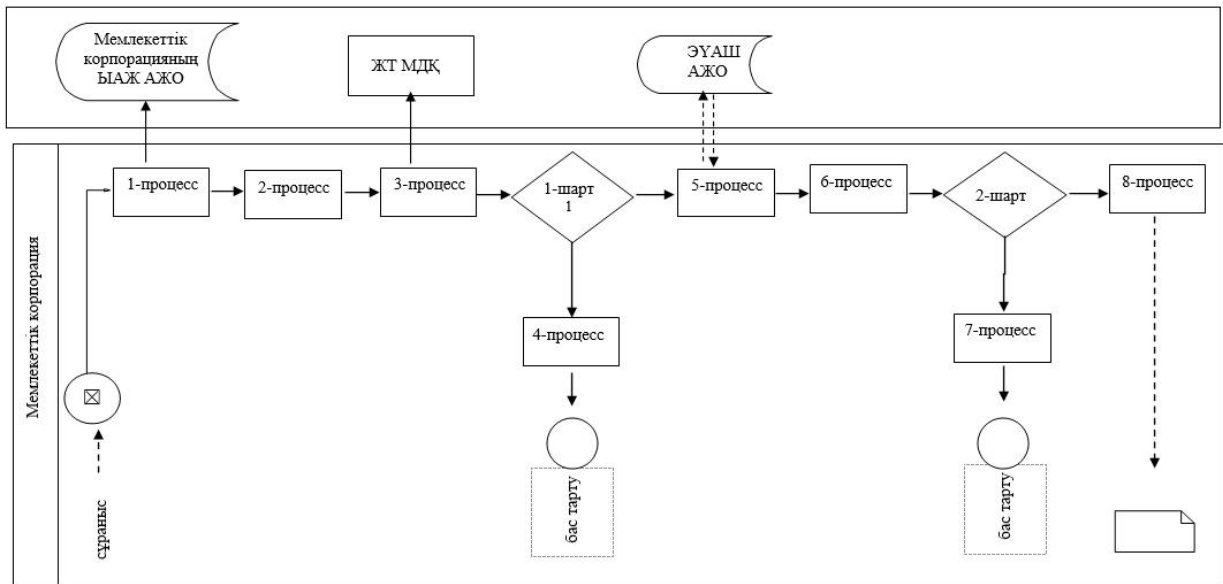 Мемлекеттік
корпорацияның
ЫАЖ АЖО
ЖТ МДҚ
ЭҮАШ
АЖО
Мемлекеттік корпорация
1-процесс
2-процесс
3-процесс
1-шарт
1
5-процесс
6-процесс
2-шарт
8-процесс
4-процесс
7-процесс
сұраныс
бас тарту
бас тарту